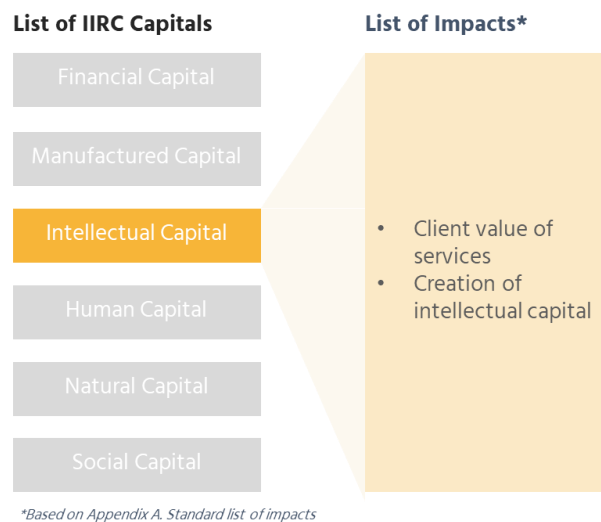 List of IIRC Capitals
List of Impacts*
Financial Capital
Manufactured Capital
Intellectual Capital
Human Capital
Natural Capital
Social Capital
• Client value of
services
• Creation of
intellectual capital
*Based on Appendix A. Standard list of impacts